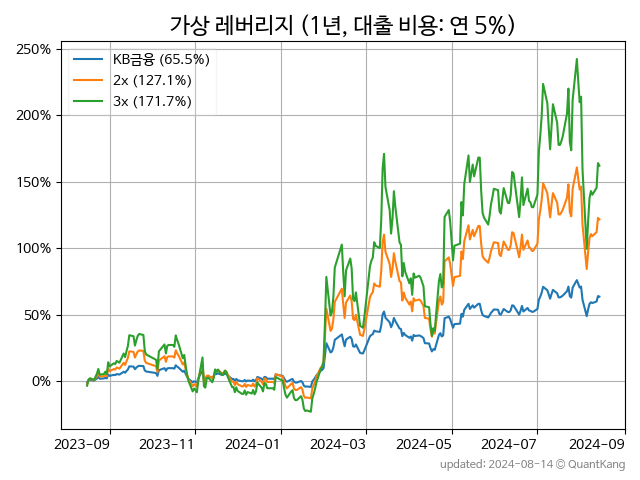 가상 레버리지 (1년, 대출 비용: 연 5%)
KB금융 (65.5%)
2x (127.1%)
3x (171.7%)
250%
200%
150%
100%
50%
0%
2023-09 2023-11 2024-01 2024-03 2024-05 2024-07 2024-09
updated: 2024-08-14 © QuantKang